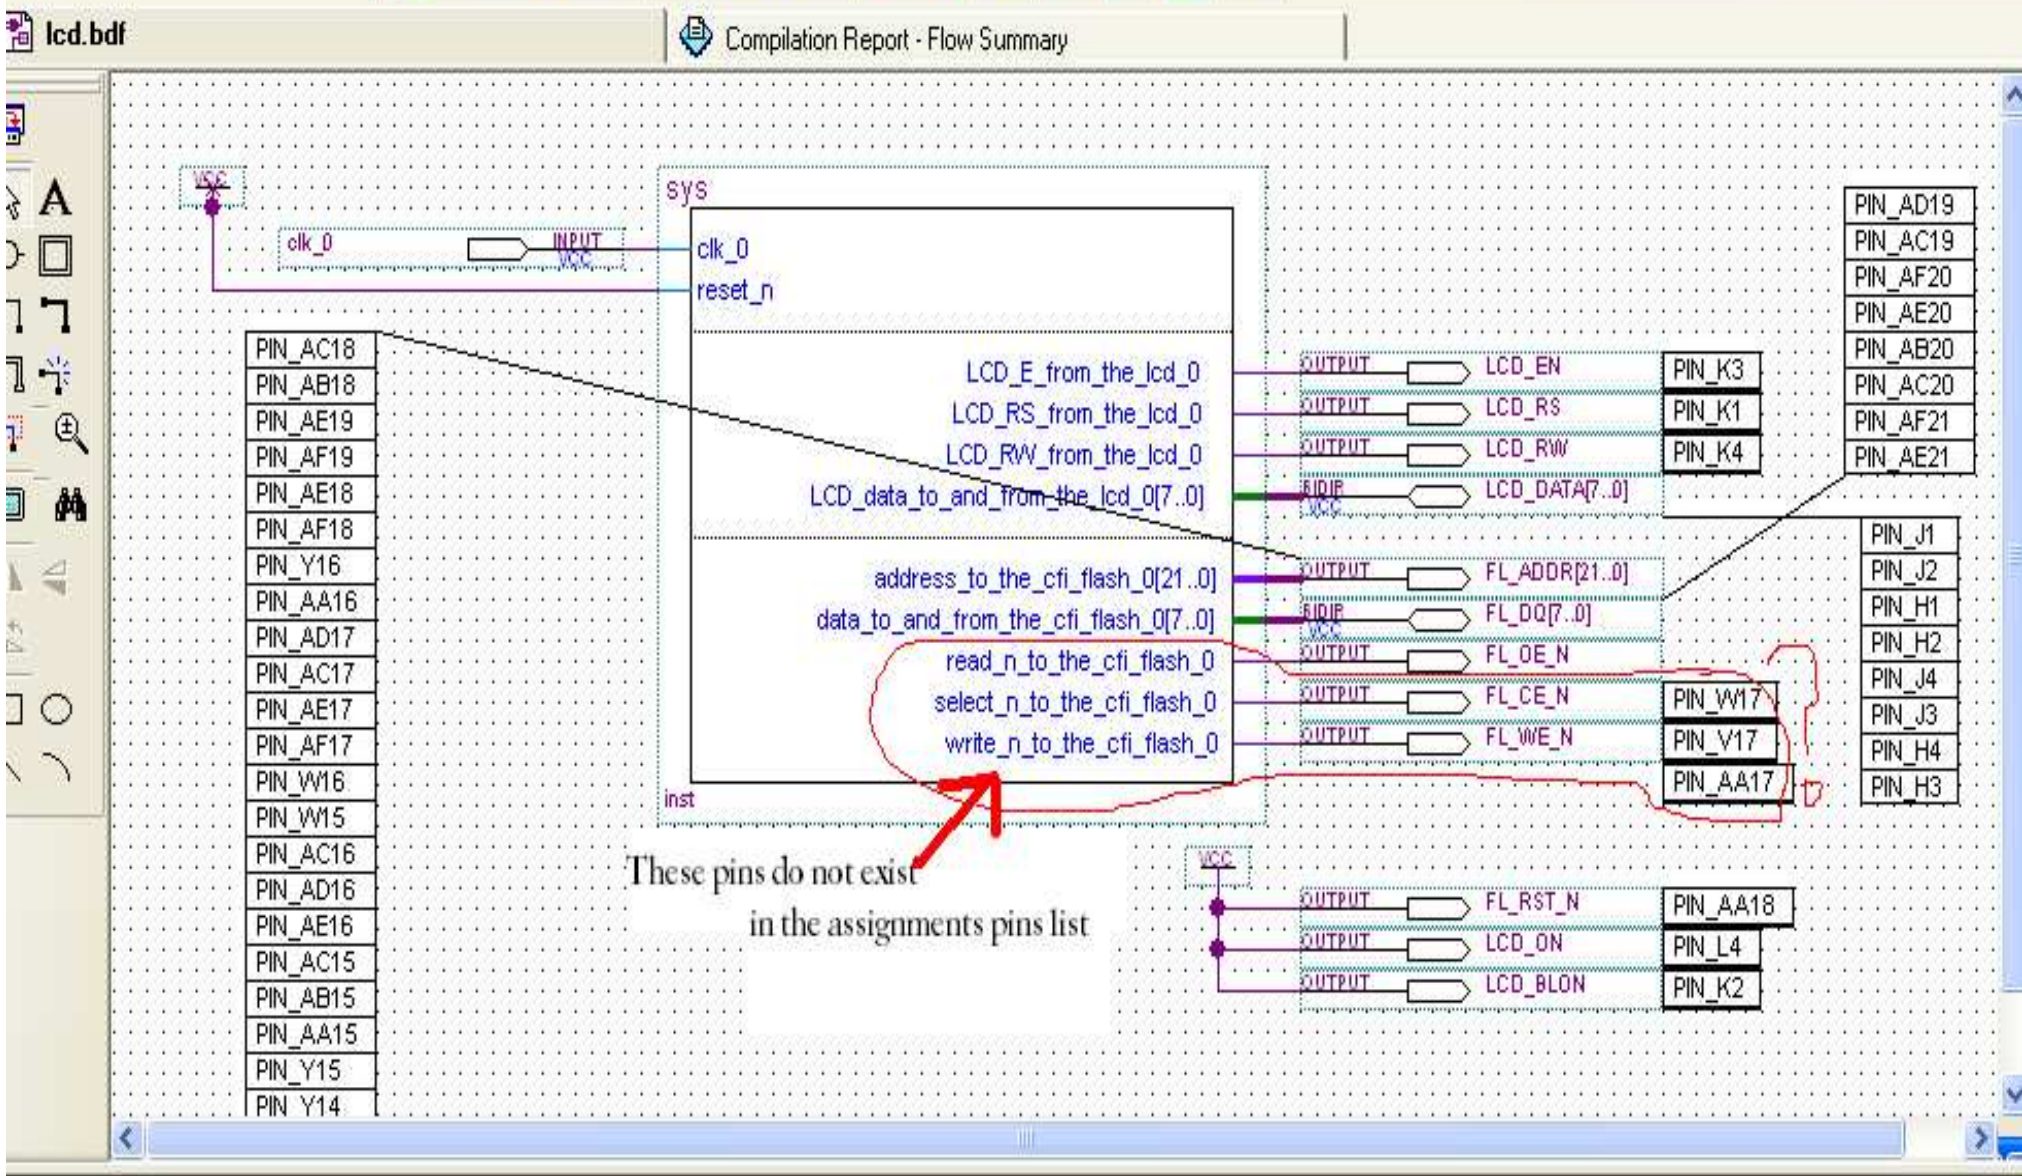 lcd.bdf
Compilation Report - Flow Summary
VCC
clk_0
INPUT
VCC
sys
clk_0
reset_n
LCD_E_from_the_lcd_0
LCD_RS_from_the_lcd_0
LCD_RW_from_the_lcd_0
LCD_data_to_and_from_the_lcd_0[7..0]
address_to_the_cfi_flash_0[21..0]
data_to_and_from_the_cfi_flash_0[7..0]
read_n_to_the_cfi_flash_0
select_n_to_the_cfi_flash_0
write_n_to_the_cfi_flash_0
inst
PIN_AC18
PIN_AB18
PIN_AE19
PIN_AF19
PIN_AE18
PIN_AF18
PIN_Y16
PIN_AA16
PIN_AD17
PIN_AC17
PIN_AE17
PIN_AF17
PIN_W16
PIN_W15
PIN_AC16
PIN_AD16
PIN_AE16
PIN_AC15
PIN_AB15
PIN_AA15
PIN_Y15
PIN_Y14
OUTPUT LCD_EN PIN_K3
OUTPUT LCD_RS PIN_K1
OUTPUT LCD_RW PIN_K4
BIDIR VCC LCD_DATA[7..0]
OUTPUT FL_ADDR[21..0]
BIDIR VCC FL_DQ[7..0]
OUTPUT FL_OE_N
OUTPUT FL_CE_N PIN_W17
OUTPUT FL_WE_N PIN_V17
PIN_AA17
PIN_AD19
PIN_AC19
PIN_AF20
PIN_AE20
PIN_AB20
PIN_AC20
PIN_AF21
PIN_AE21
PIN_J1
PIN_J2
PIN_H1
PIN_H2
PIN_J4
PIN_J3
PIN_H4
PIN_H3
These pins do not exist
in the assignments pins list
VCC
OUTPUT FL_RST_N PIN_AA18
OUTPUT LCD_ON PIN_L4
OUTPUT LCD_BLON PIN_K2